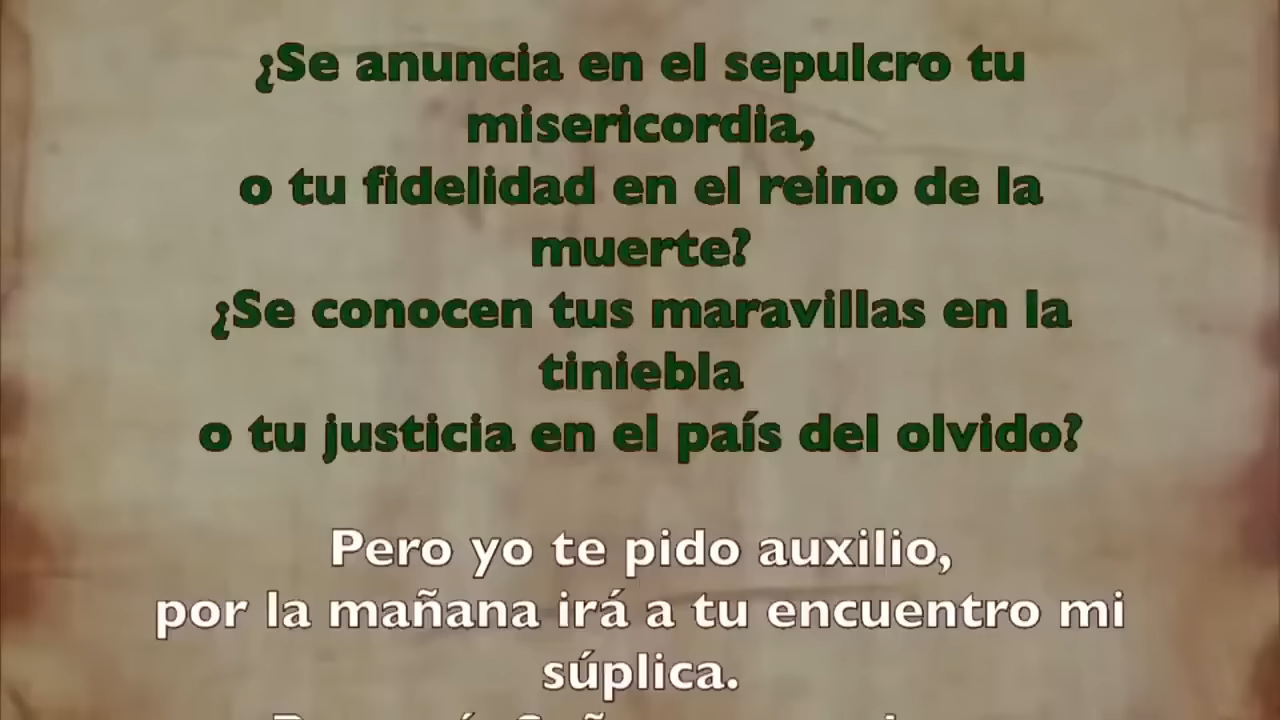 ¿Se anuncia en el sepulcro tu
misericordia,
o tu fidelidad en el reino de la
muerte?
¿Se conocen tus maravillas en la
tiniebla
o tu justicia en el país del olvido?
Pero yo te pido auxilio,
por la mañana irá a tu encuentro mi
súplica.